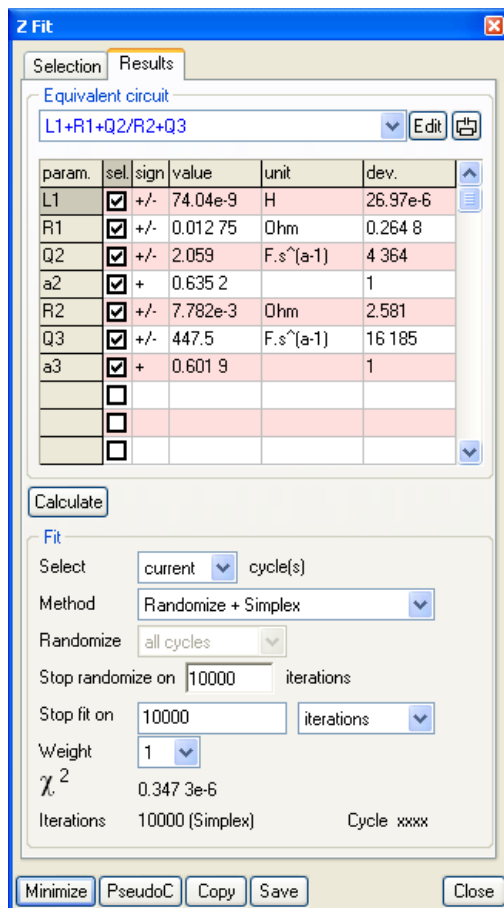 Z Fit
Selection Results
Equivalent circuit
L1+R1+Q2/R2+Q3 Edit
param. sel. sign value unit dev.
L1 +/- 74.04e-9 H 26.97e-6
R1 +/- 0.012 75 Ohm 0.264 8
Q2 +/- 2.059 F.s^(a-1) 4 364
a2 + 0.635 2 1
R2 +/- 7.782e-3 Ohm 2.581
Q3 +/- 447.5 F.s^(a-1) 16 185
a3 + 0.601 9 1
Calculate
Fit
Select current cycle(s)
Method Randomize + Simplex
Randomize all cycles
Stop randomize on 10000 iterations
Stop fit on 10000 iterations
Weight 1
χ 2 0.347 3e-6
Iterations 10000 (Simplex) Cycle xxxx
Minimize PseudoC Copy Save Close